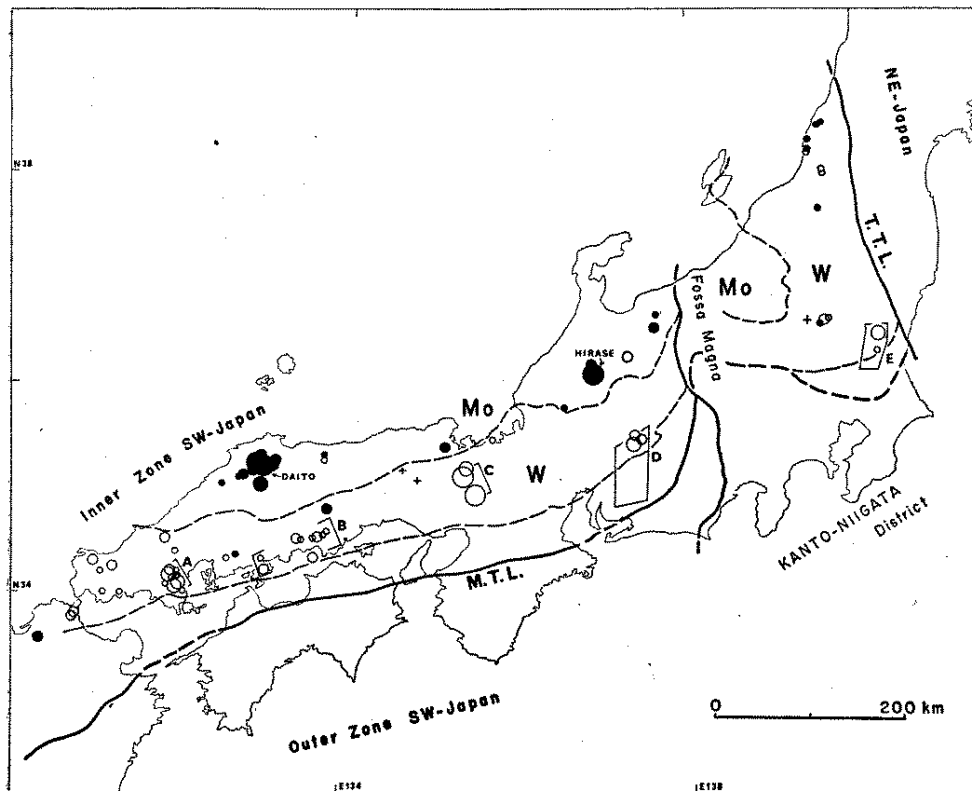 NE-Japan
N38
T.T.L.
W
Mo
Fossa Magna
HIRASE
E
Mo
Inner Zone SW-Japan
DAITO
W
C
D
B
KANTO-NIIGATA
District
A
M.T.L.
N34
Outer Zone SW-Japan
0 200 km
E134
E138